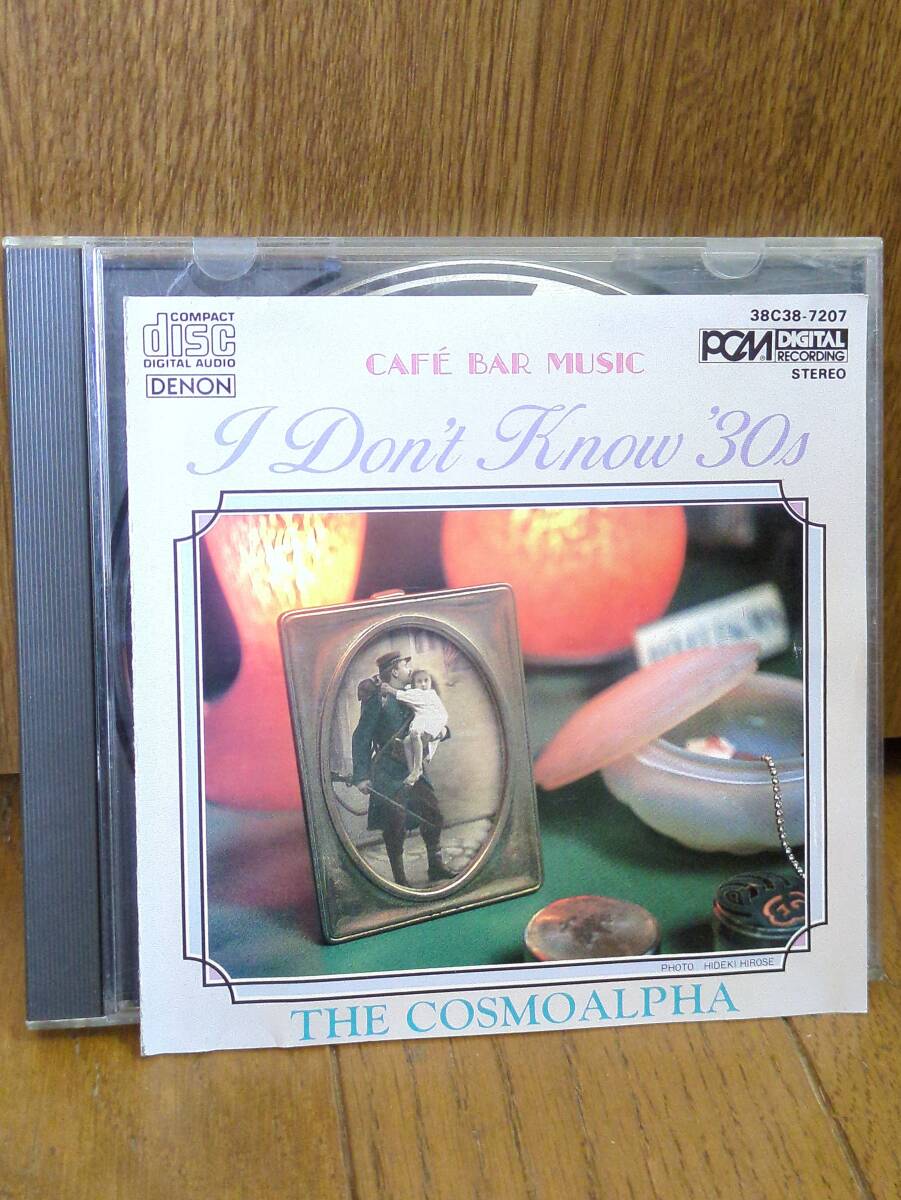 COMPACT
disc
DIGITAL AUDIO
DENON
38C38-7207
PCM DIGITAL
RECORDING
STEREO
CAFÉ BAR MUSIC
I Don't Know '30s
PHOTO HIDEKI HIROSE
THE COSMOALPHA